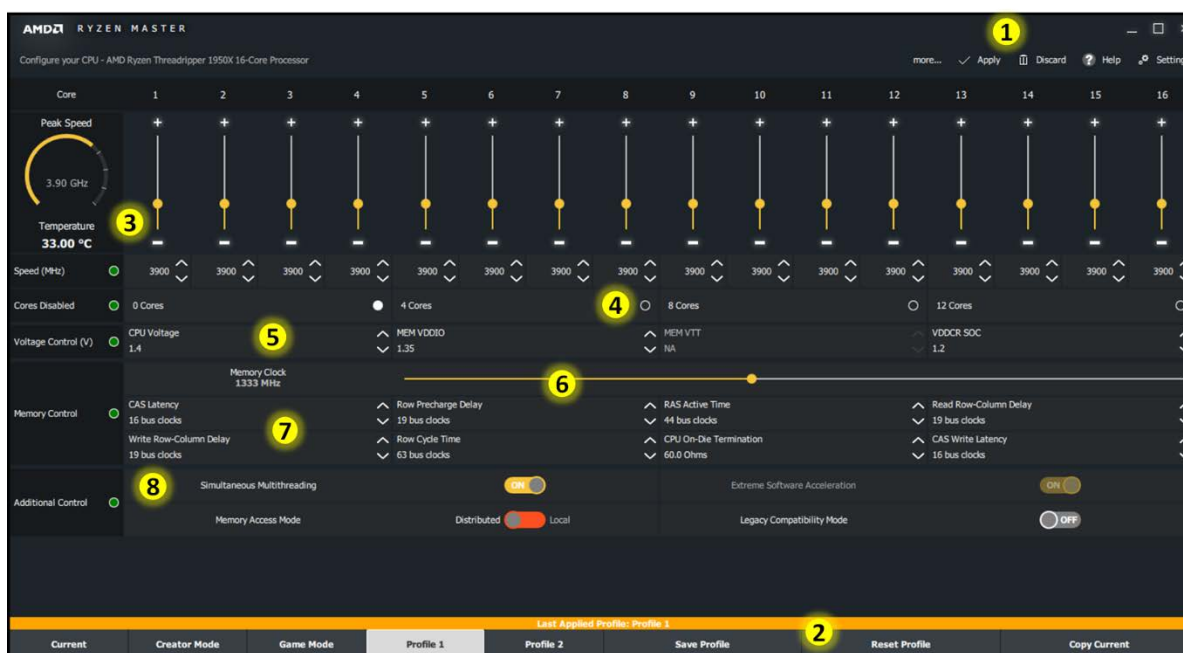 AMD RYZEN MASTER
1
Configure your CPU - AMD Ryzen Threadripper 1950X 16-Core Processor more... Apply Discard Help Setting
Core 1 2 3 4 5 6 7 8 9 10 11 12 13 14 15 16
Peak Speed + + + + + + + + + + + + + + + +
3.90 GHz
3
Temperature
33.00 °C
Speed (MHz) 3900 3900 3900 3900 3900 3900 3900 3900 3900 3900 3900 3900 3900 3900 3900 3900
Cores Disabled 0 Cores 4 Cores 4 8 Cores 12 Cores
Voltage Control (V) CPU Voltage 5 MEM VDDIO MEM VTT VDDCR SOC
1.4 1.35 NA 1.2
Memory Clock
1333 MHz
6
Memory Control CAS Latency Row Precharge Delay RAS Active Time Read Row-Column Delay
16 bus clocks 19 bus clocks 44 bus clocks 19 bus clocks
7
Write Row-Column Delay Row Cycle Time CPU On-Die Termination CAS Write Latency
19 bus clocks 63 bus clocks 60.0 Ohms 16 bus clocks
8 Simultaneous Multithreading ON Extreme Software Acceleration ON
Additional Control
Memory Access Mode Distributed Local Legacy Compatibility Mode OFF
Last Applied Profile: Profile 1
2
Current Creator Mode Game Mode Profile 1 Profile 2 Save Profile Reset Profile Copy Current